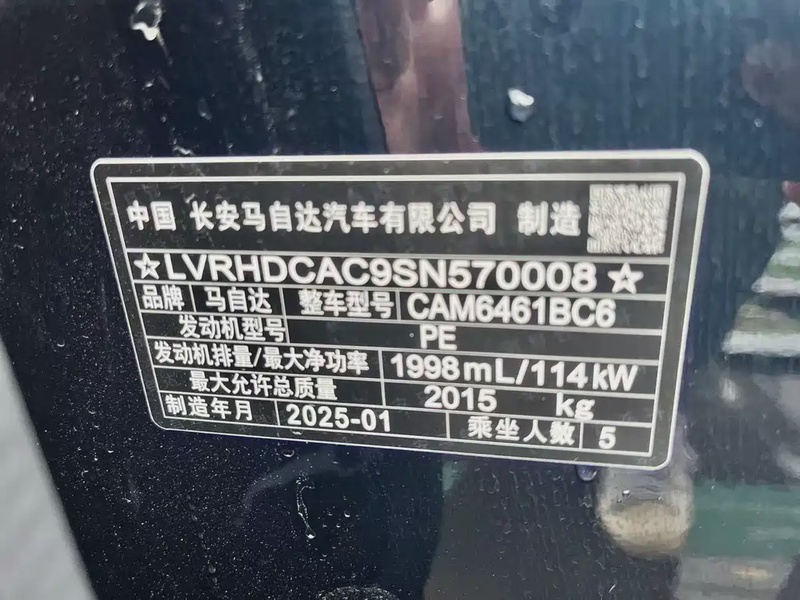 中国 长安马自达汽车有限公司 制造
☆LVRHDCAC9SN570008☆
品牌 马自达 整车型号 CAM6461BC6
发动机型号 PE
发动机排量/最大净功率 1998mL/114kW
最大允许总质量 2015 kg
制造年月 2025-01 乘坐人数 5